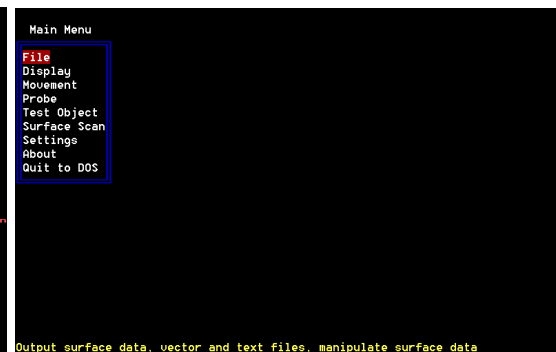 Main Menu
File
Display
Movement
Probe
Test Object
Surface Scan
Settings
About
Quit to DOS
Output surface data, vector and text files, manipulate surface data